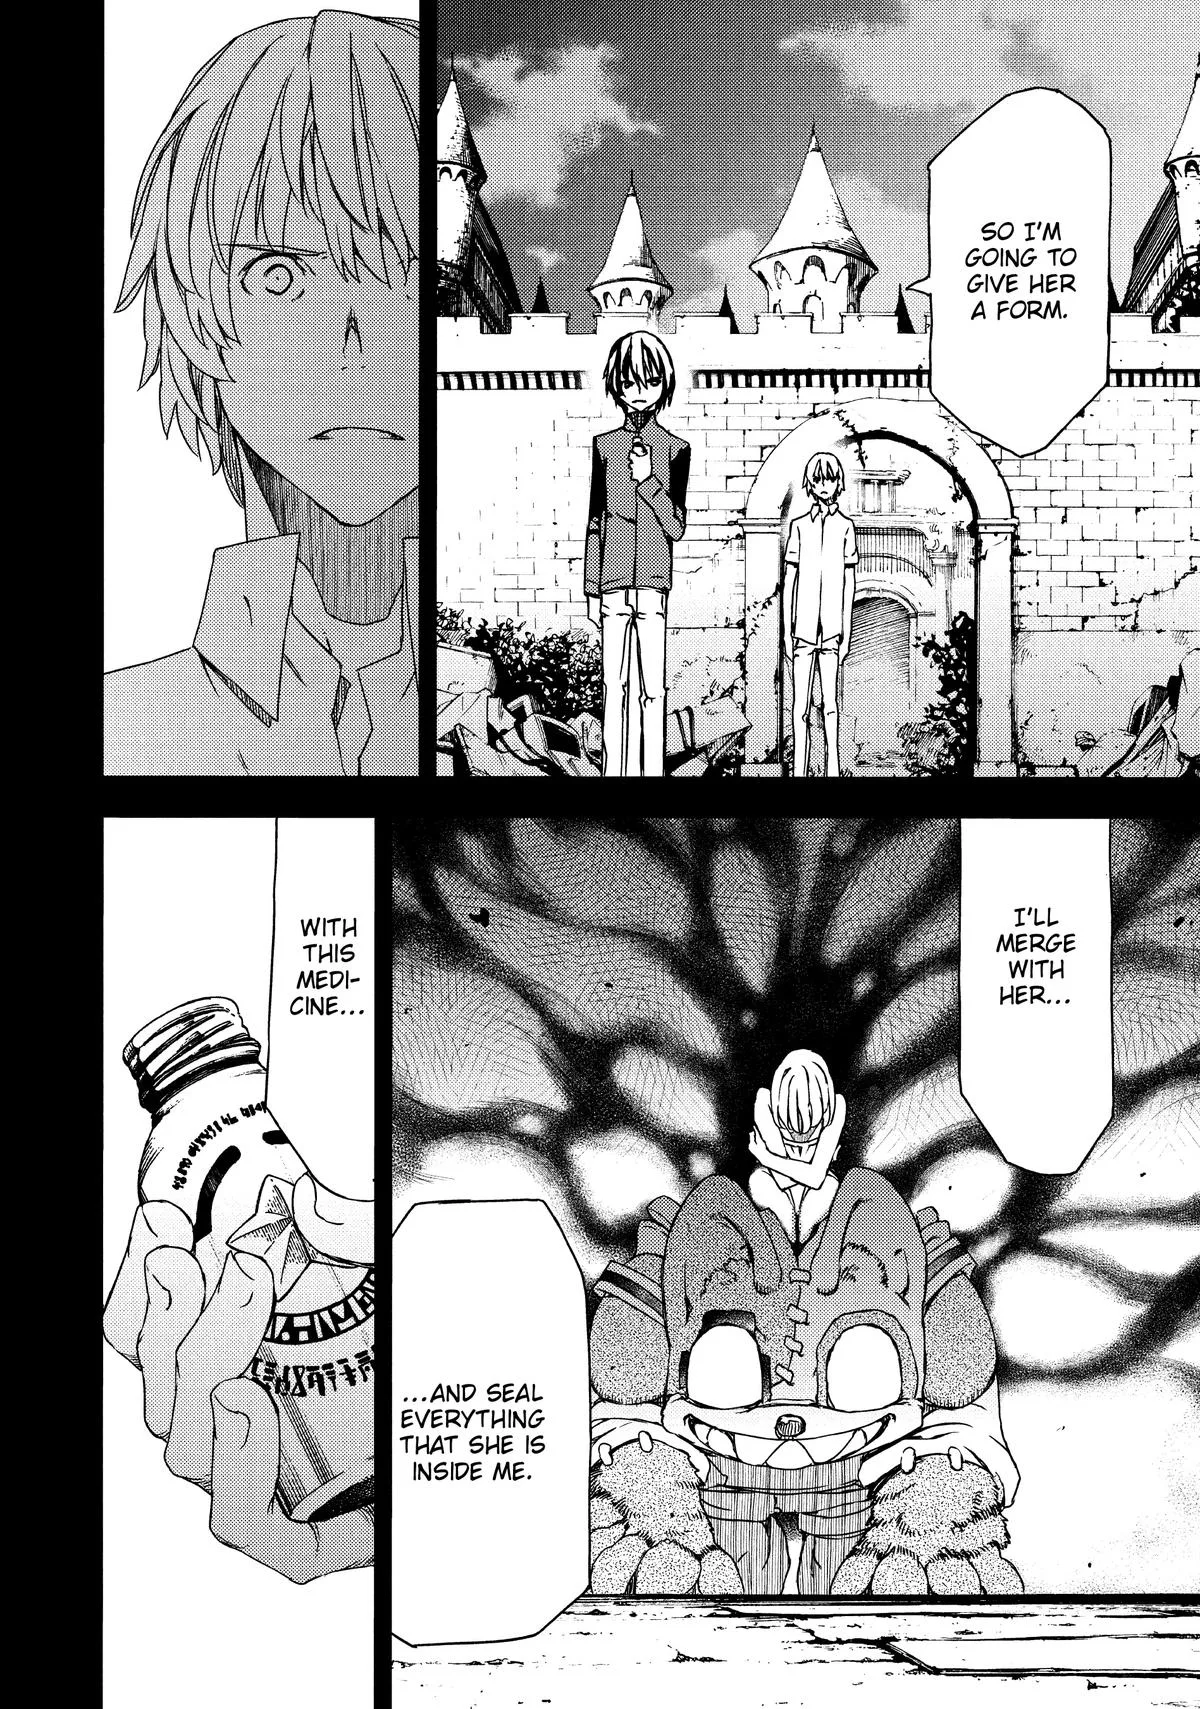 SO I'M
GOING TO
GIVE HER
A FORM.
I'LL
MERGE
WITH
HER...
...AND SEAL
EVERYTHING
THAT SHE IS
INSIDE ME.
WITH
THIS
MEDI-
CINE...